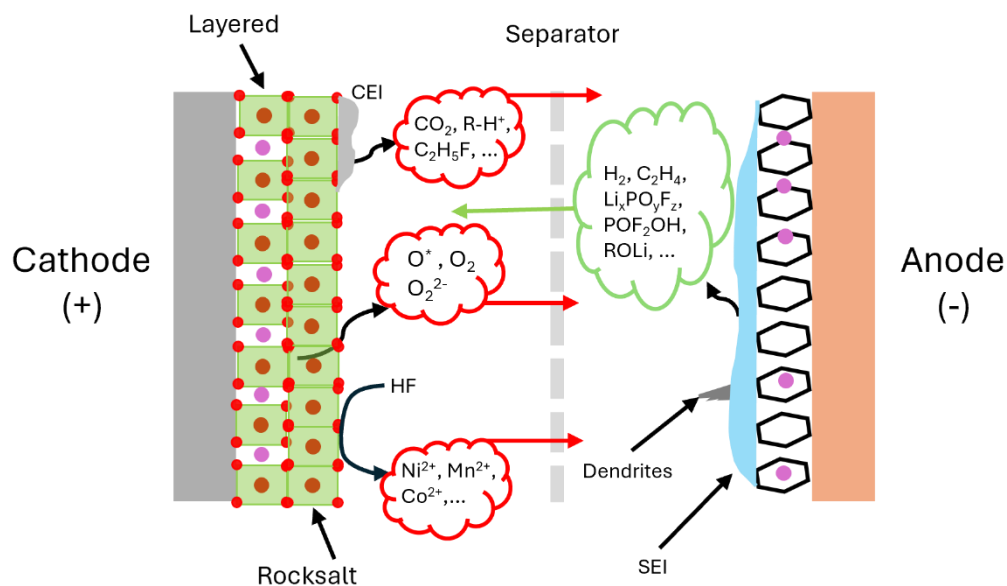 Layered
Separator
CEI
CO₂, R-H⁺,
C₂H₅F, ...
H₂, C₂H₄,
LiₓPOᵧF_z,
POF₂OH,
ROLi, ...
Cathode
(+)
O* , O₂
O₂²⁻
Anode
(-)
HF
Ni²⁺, Mn²⁺,
Co²⁺,...
Dendrites
SEI
Rocksalt